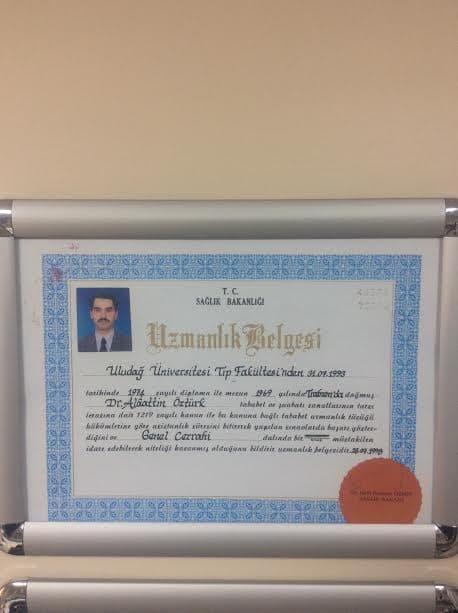 T. C.
SAĞLIK BAKANLIĞI
Uzmanlık Belgesi
Uludağ Üniversitesi Tıp Fakültesi'nden 31.07.1993
tarihinde 1974 sayılı diploma ile mezun 1969 yılında Trabzon'da doğmuş
Dr. Öztürk tababet ve şuabatı sanatlarının tarzı
icrasına dair 1219 sayılı kanun ile bu kanuna bağlı tababet uzmanlık tüzüğü
hükümlerine göre asistanlık süresini bitirerek yapılan sınavlarda başarı göster-
diğini ve Genel Cerrahi dalında bir müstakilen
idare edebilecek niteliği kazanmış olduğunu bildirir uzmanlık belgesidir.
SAĞLIK BAKANI